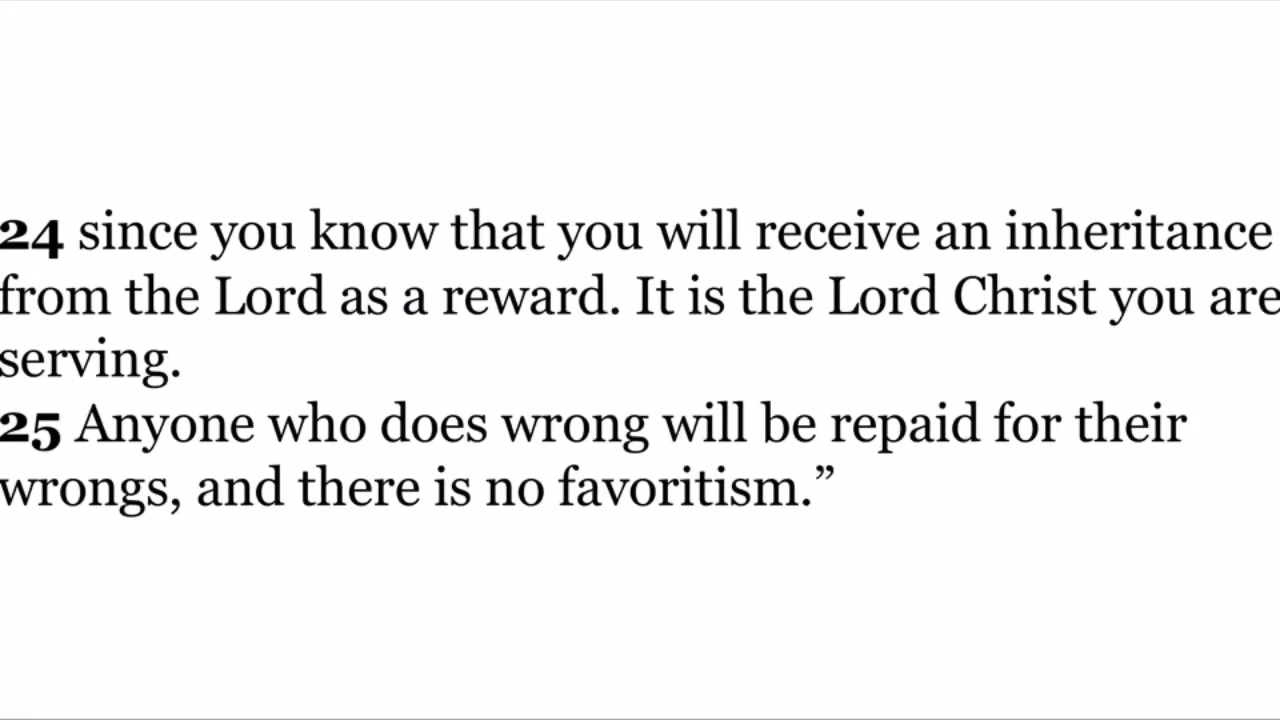 24 since you know that you will receive an inheritance
from the Lord as a reward. It is the Lord Christ you are
serving.
25 Anyone who does wrong will be repaid for their
wrongs, and there is no favoritism.”